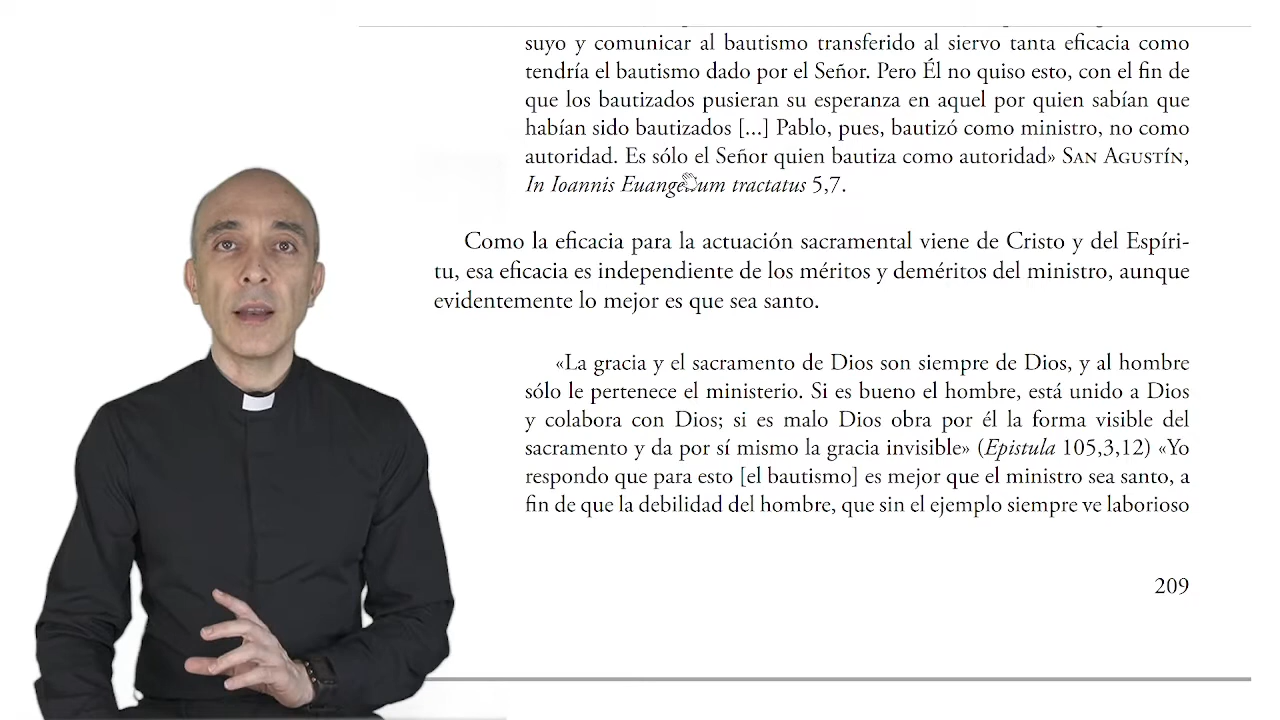 suyo y comunicar al bautismo transferido al siervo tanta eficacia como
tendría el bautismo dado por el Señor. Pero Él no quiso esto, con el fin de
que los bautizados pusieran su esperanza en aquel por quien sabían que
habían sido bautizados [...] Pablo, pues, bautizó como ministro, no como
autoridad. Es sólo el Señor quien bautiza como autoridad» SAN AGUSTÍN,
In Ioannis tractatus 5,7.
Como la eficacia para la actuación sacramental viene de Cristo y del Espíri-
tu, esa eficacia es independiente de los méritos y deméritos del ministro, aunque
evidentemente lo mejor es que sea santo.
«La gracia y el sacramento de Dios son siempre de Dios, y al hombre
sólo le pertenece el ministerio. Si es bueno el hombre, está unido a Dios
y colabora con Dios; si es malo Dios obra por él la forma visible del
sacramento y da por sí mismo la gracia invisible» (Epistula 105,3,12) «Yo
respondo que para esto [el bautismo] es mejor que el ministro sea santo, a
fin de que la debilidad del hombre, que sin el ejemplo siempre ve laborioso
209